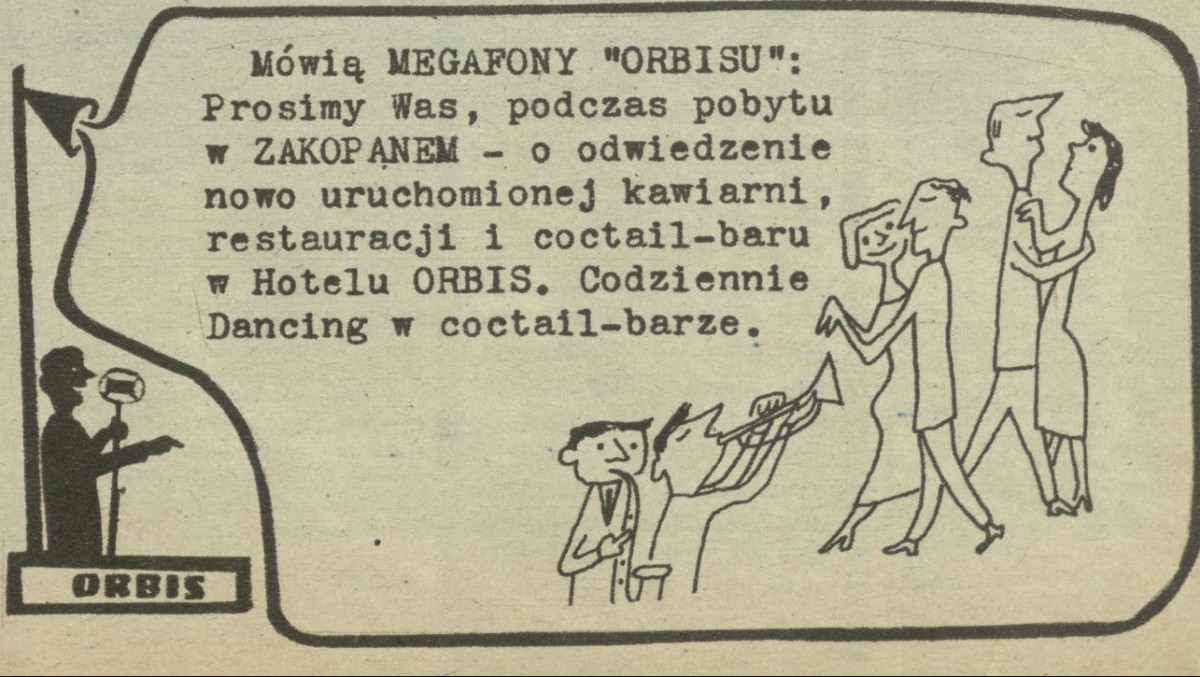 Mówią MEGAFONY "ORBISU":
Prosimy Was, podczas pobytu
w ZAKOPANEM - o odwiedzenie
nowo uruchomionej kawiarni,
restauracji i coctail-baru
w Hotelu ORBIS. Codziennie
Dancing w coctail-barze.
ORBIS